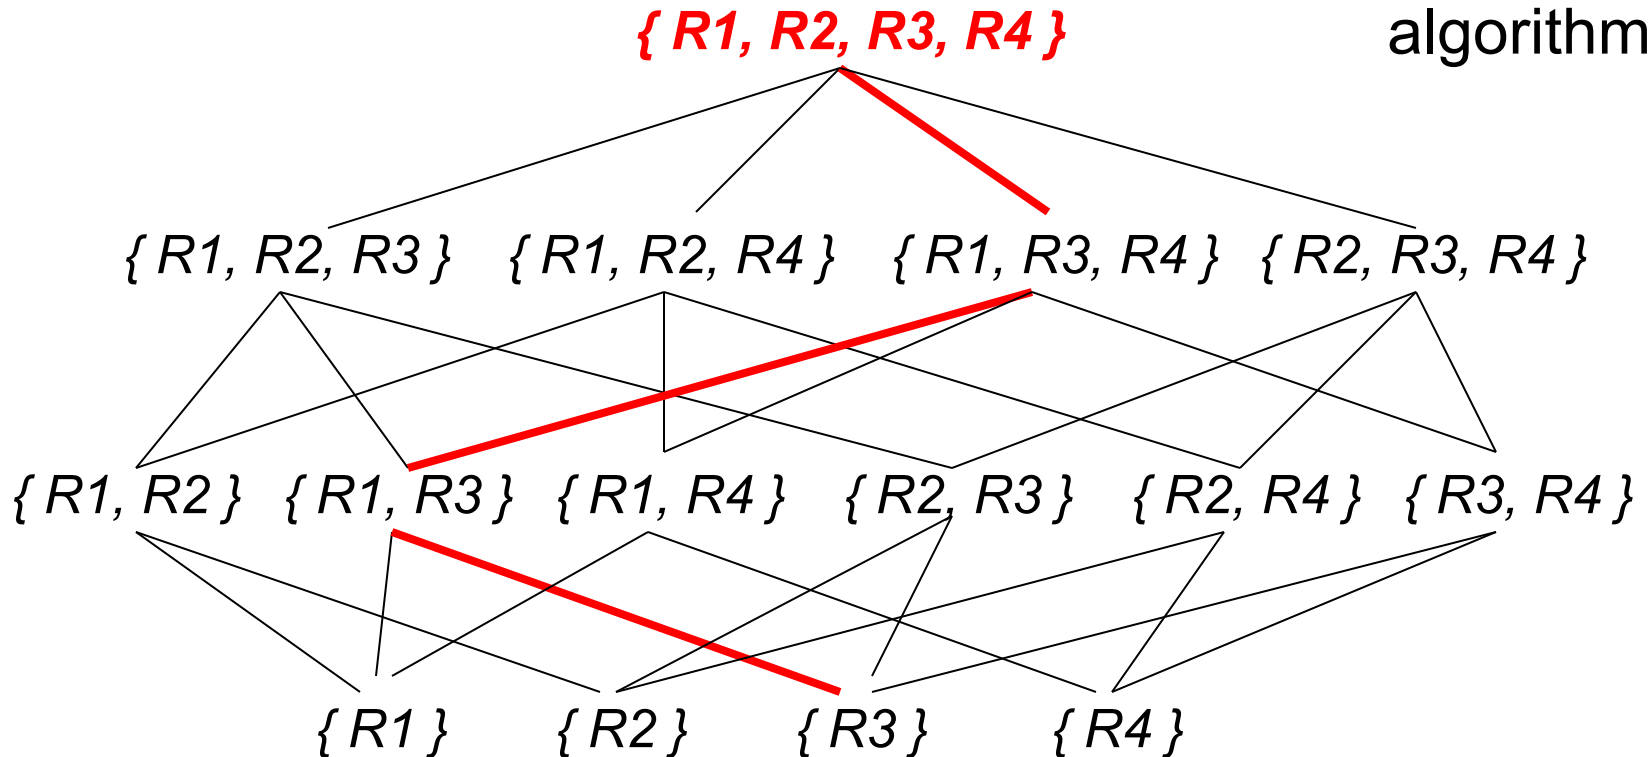 { R1, R2, R3, R4 }
algorithm
{ R1, R2, R3 } { R1, R2, R4 } { R1, R3, R4 } { R2, R3, R4 }
{ R1, R2 } { R1, R3 } { R1, R4 } { R2, R3 } { R2, R4 } { R3, R4 }
{ R1 } { R2 } { R3 } { R4 }